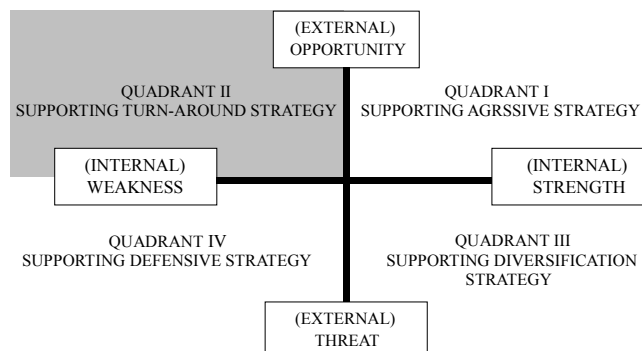 (EXTERNAL)
OPPORTUNITY
QUADRANT II
SUPPORTING TURN-AROUND STRATEGY
QUADRANT I
SUPPORTING AGRSSIVE STRATEGY
(INTERNAL)
WEAKNESS
(INTERNAL)
STRENGTH
QUADRANT IV
SUPPORTING DEFENSIVE STRATEGY
QUADRANT III
SUPPORTING DIVERSIFICATION
STRATEGY
(EXTERNAL)
THREAT